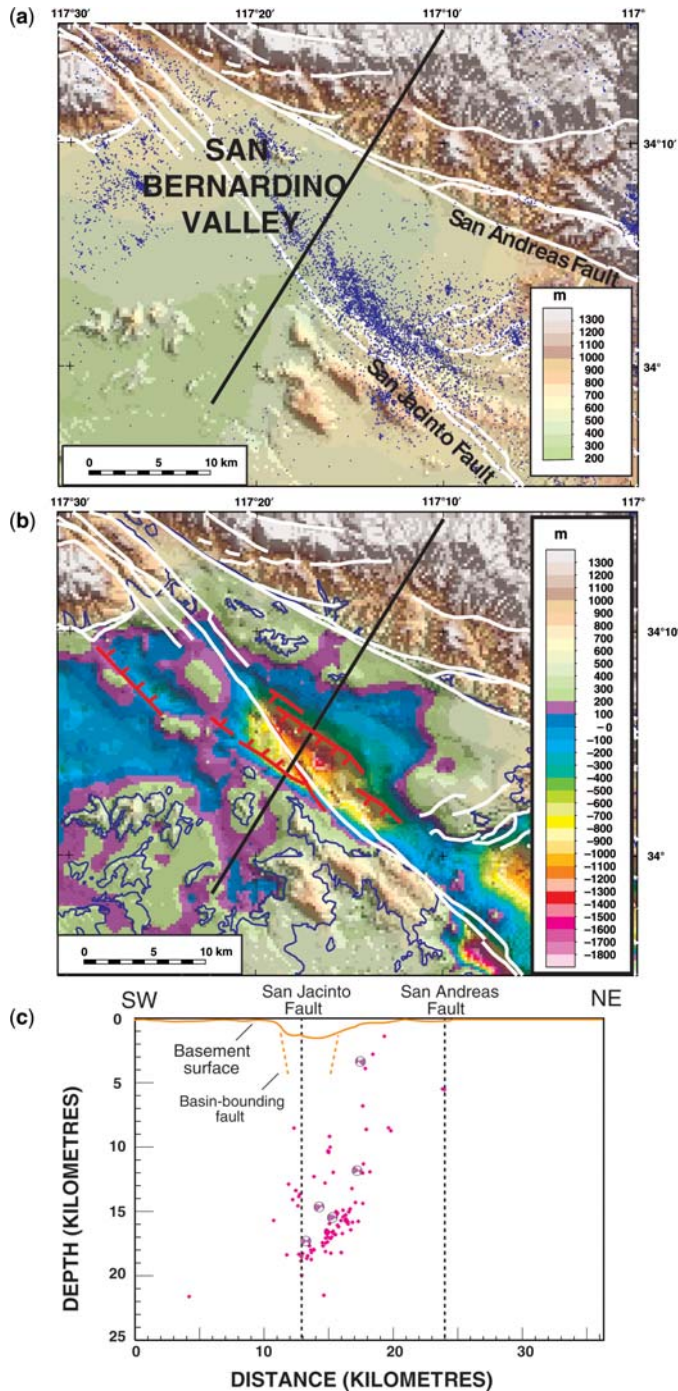 (a)
117°30'
117°20'
117°10'
117°
34°10'
34°
SAN
BERNARDINO
VALLEY
San Andreas Fault
San Jacinto Fault
m
1300
1200
1100
1000
900
800
700
600
500
400
300
200
0 5 10 km
(b)
117°30'
117°20'
117°10'
117°
34°10'
34°
m
1300
1200
1100
1000
900
800
700
600
500
400
300
200
100
−0
−100
−200
−300
−400
−500
−600
−700
−800
−900
−1000
−1100
−1200
−1300
−1400
−1500
−1600
−1700
−1800
0 5 10 km
(c)
SW
San Jacinto
Fault
San Andreas
Fault
NE
Basement
surface
Basin-bounding
fault
0
5
10
15
20
25
DEPTH (KILOMETRES)
0 10 20 30
DISTANCE (KILOMETRES)